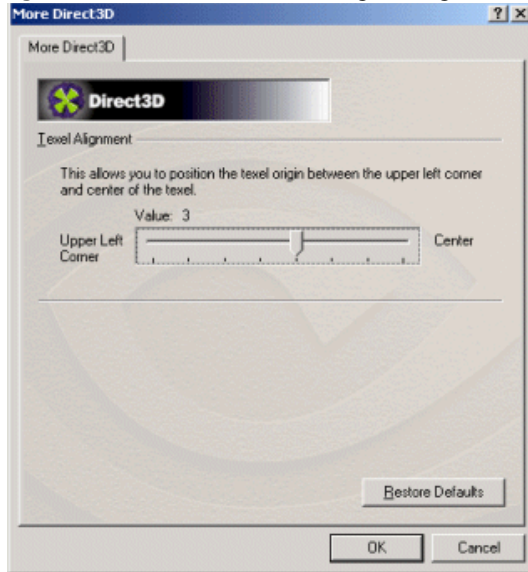 More Direct3D
More Direct3D
Direct3D
Texel Alignment
This allows you to position the texel origin between the upper left corner
and center of the texel.
Value: 3
Upper Left
Corner
Center
Restore Defaults
OK
Cancel